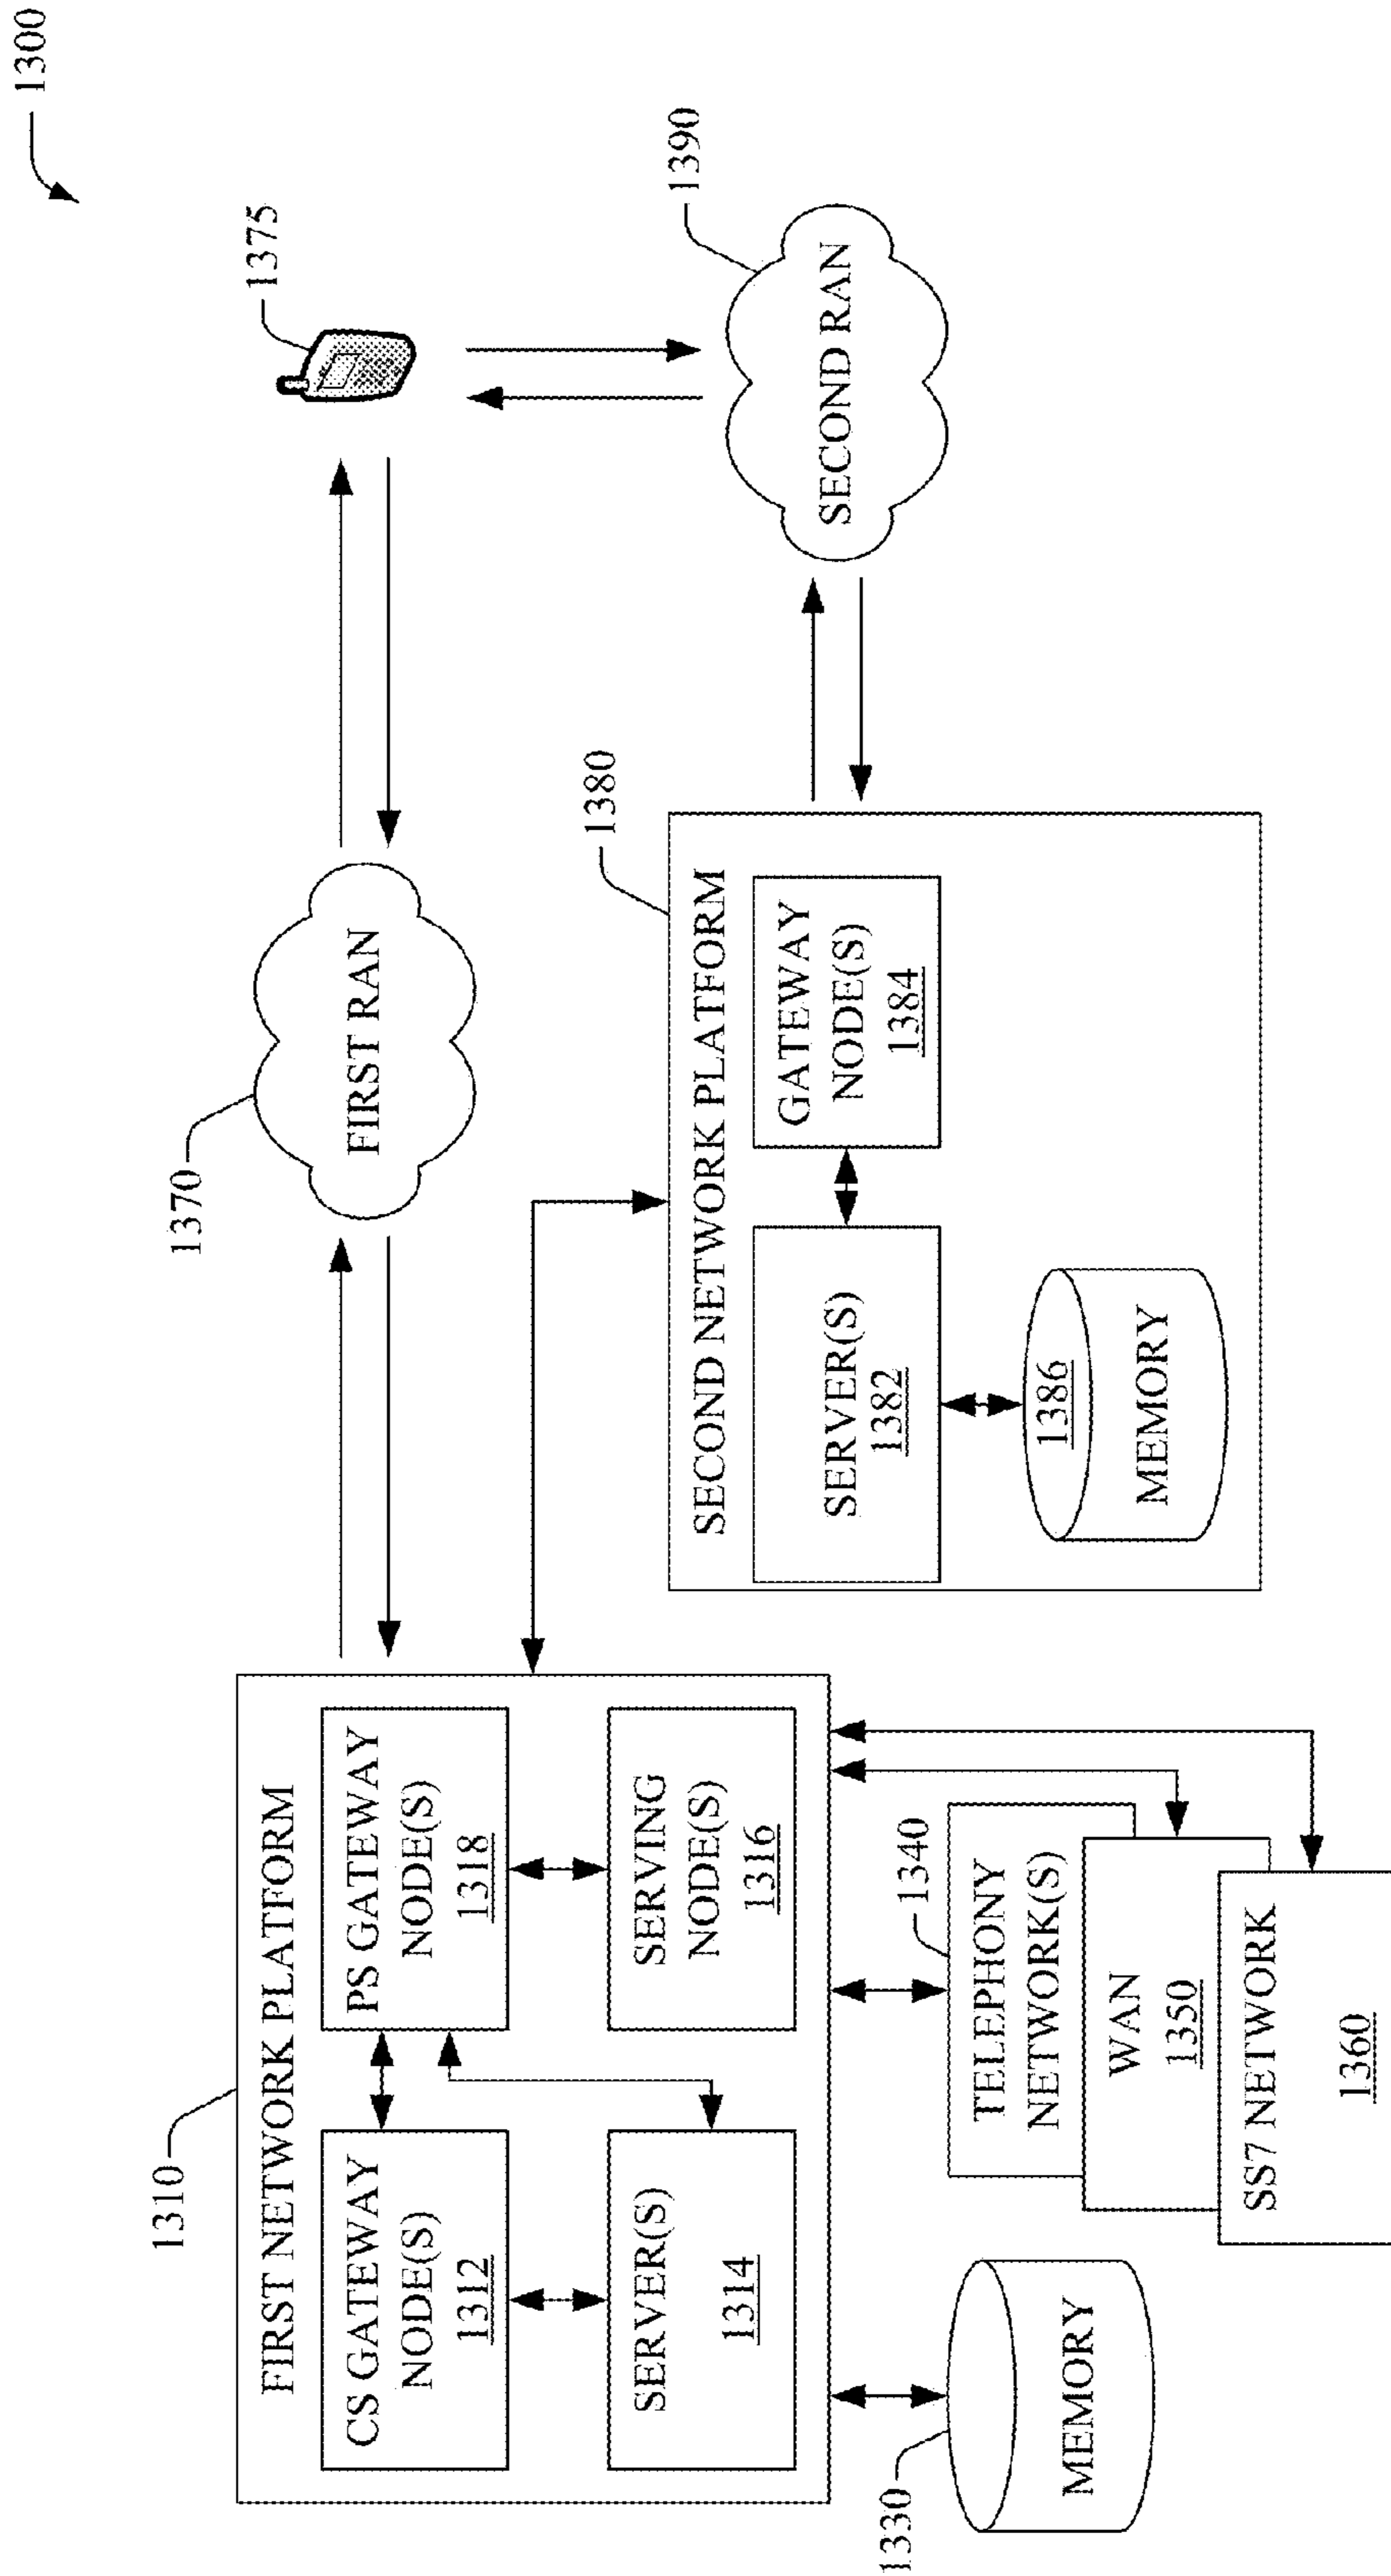 1300
1310
FIRST NETWORK PLATFORM
CS GATEWAY
NODE(S)
1312
PS GATEWAY
NODE(S)
1318
SERVER(S)
1314
SERVING
NODE(S)
1316
1370
FIRST RAN
1375
1330
MEMORY
1340
TELEPHONY
NETWORK(S)
WAN
1350
SS7 NETWORK
1360
1380
SECOND NETWORK PLATFORM
SERVER(S)
1382
GATEWAY
NODE(S)
1384
1386
MEMORY
1390
SECOND RAN